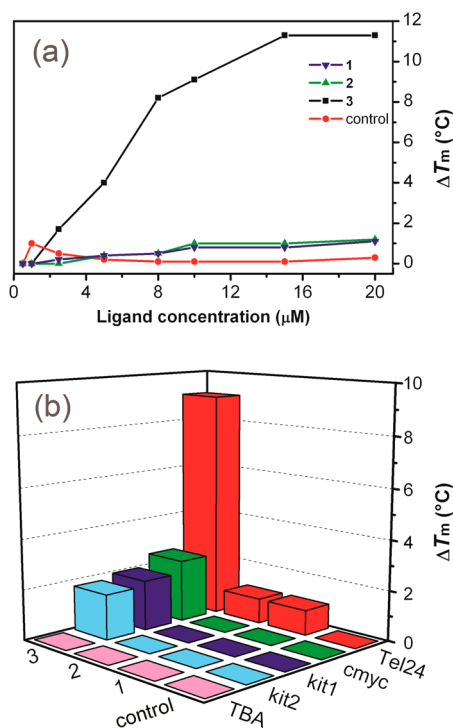 (a)
1
2
3
control
12
10
8
6
4
2
0
ΔTm (°C)
0 4 8 12 16 20
Ligand concentration (μM)
(b)
10
8
6
4
2
0
ΔTm (°C)
3
2
1
control
TBA
kit2
kit1
cmyc
Tel24